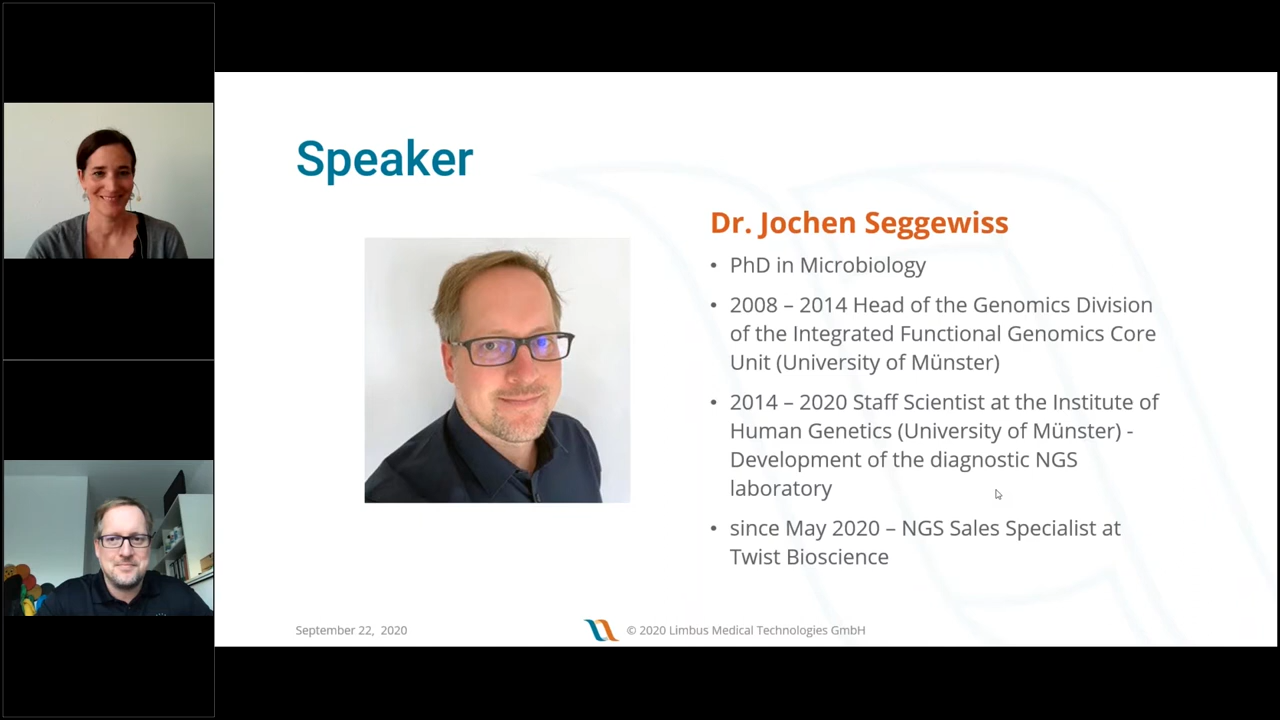 Speaker
Dr. Jochen Seggewiss
• PhD in Microbiology
• 2008 – 2014 Head of the Genomics Division
of the Integrated Functional Genomics Core
Unit (University of Münster)
• 2014 – 2020 Staff Scientist at the Institute of
Human Genetics (University of Münster) -
Development of the diagnostic NGS
laboratory
• since May 2020 – NGS Sales Specialist at
Twist Bioscience
September 22, 2020
© 2020 Limbus Medical Technologies GmbH